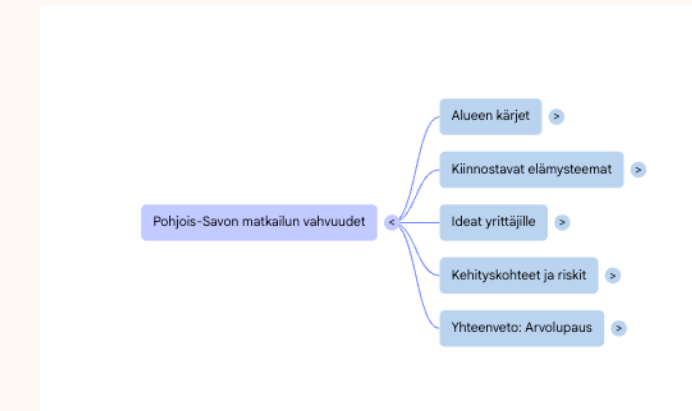 Alueen kärjet >
Kiinnostavat elämysteemat >
Pohjois-Savon matkailun vahvuudet < Ideat yrittäjille >
Kehityskohteet ja riskit >
Yhteenveto: Arvolupaus >